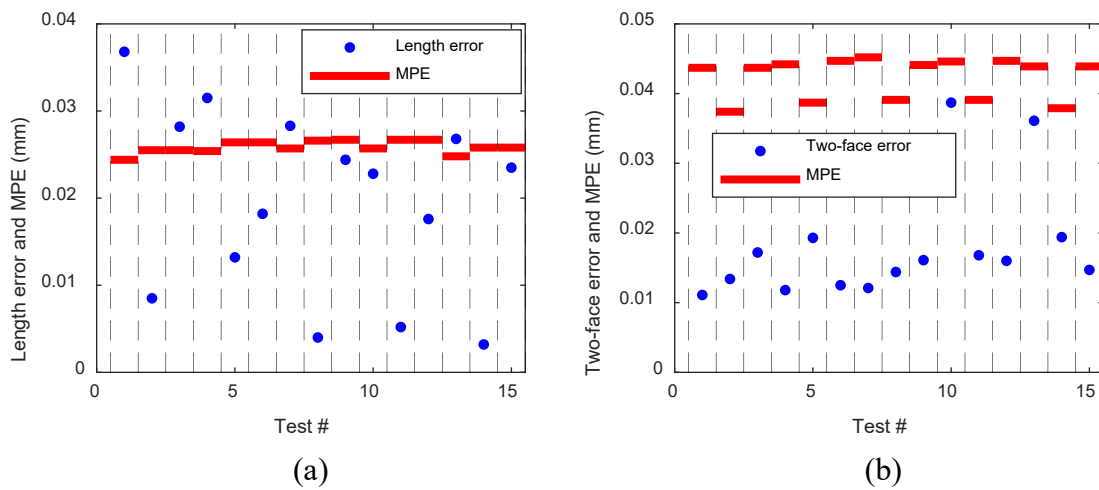 0.04
0.03
0.02
0.01
0
Length error and MPE (mm)
Length error
MPE
0
5
10
15
Test #
(a)
0.05
0.04
0.03
0.02
0.01
0
Two-face error and MPE (mm)
Two-face error
MPE
0
5
10
15
Test #
(b)